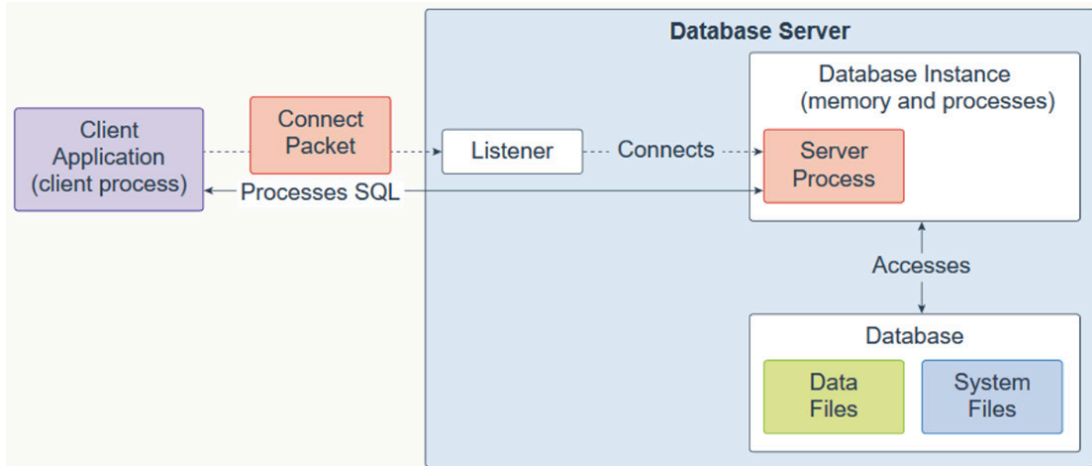 Database Server
Database Instance
(memory and processes)
Client
Application
(client process)
Connect
Packet
Listener
Connects
Server
Process
Processes SQL
Accesses
Database
Data
Files
System
Files